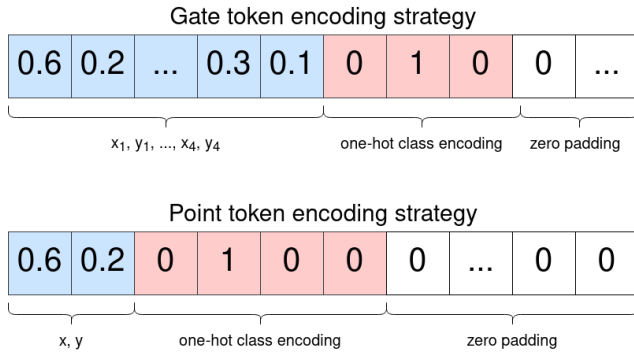 Gate token encoding strategy
0.6 0.2 ... 0.3 0.1 0 1 0 0 ...
x₁, y₁, ..., x₄, y₄ one-hot class encoding zero padding
Point token encoding strategy
0.6 0.2 0 1 0 0 0 ... 0 0
x, y one-hot class encoding zero padding